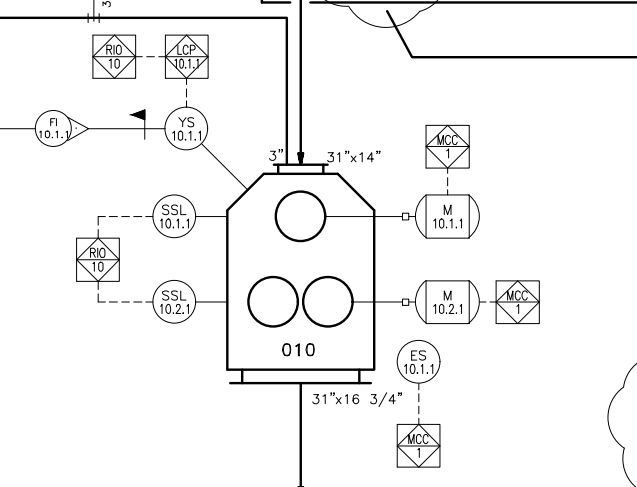 3
RIO
10
LCP
10.1.1
FI
10.1.1
YS
10.1.1
3"
31"x14"
MCC
1
SSL
10.1.1
M
10.1.1
RIO
10
SSL
10.2.1
M
10.2.1
MCC
1
010
ES
10.1.1
31"x16 3/4"
MCC
1